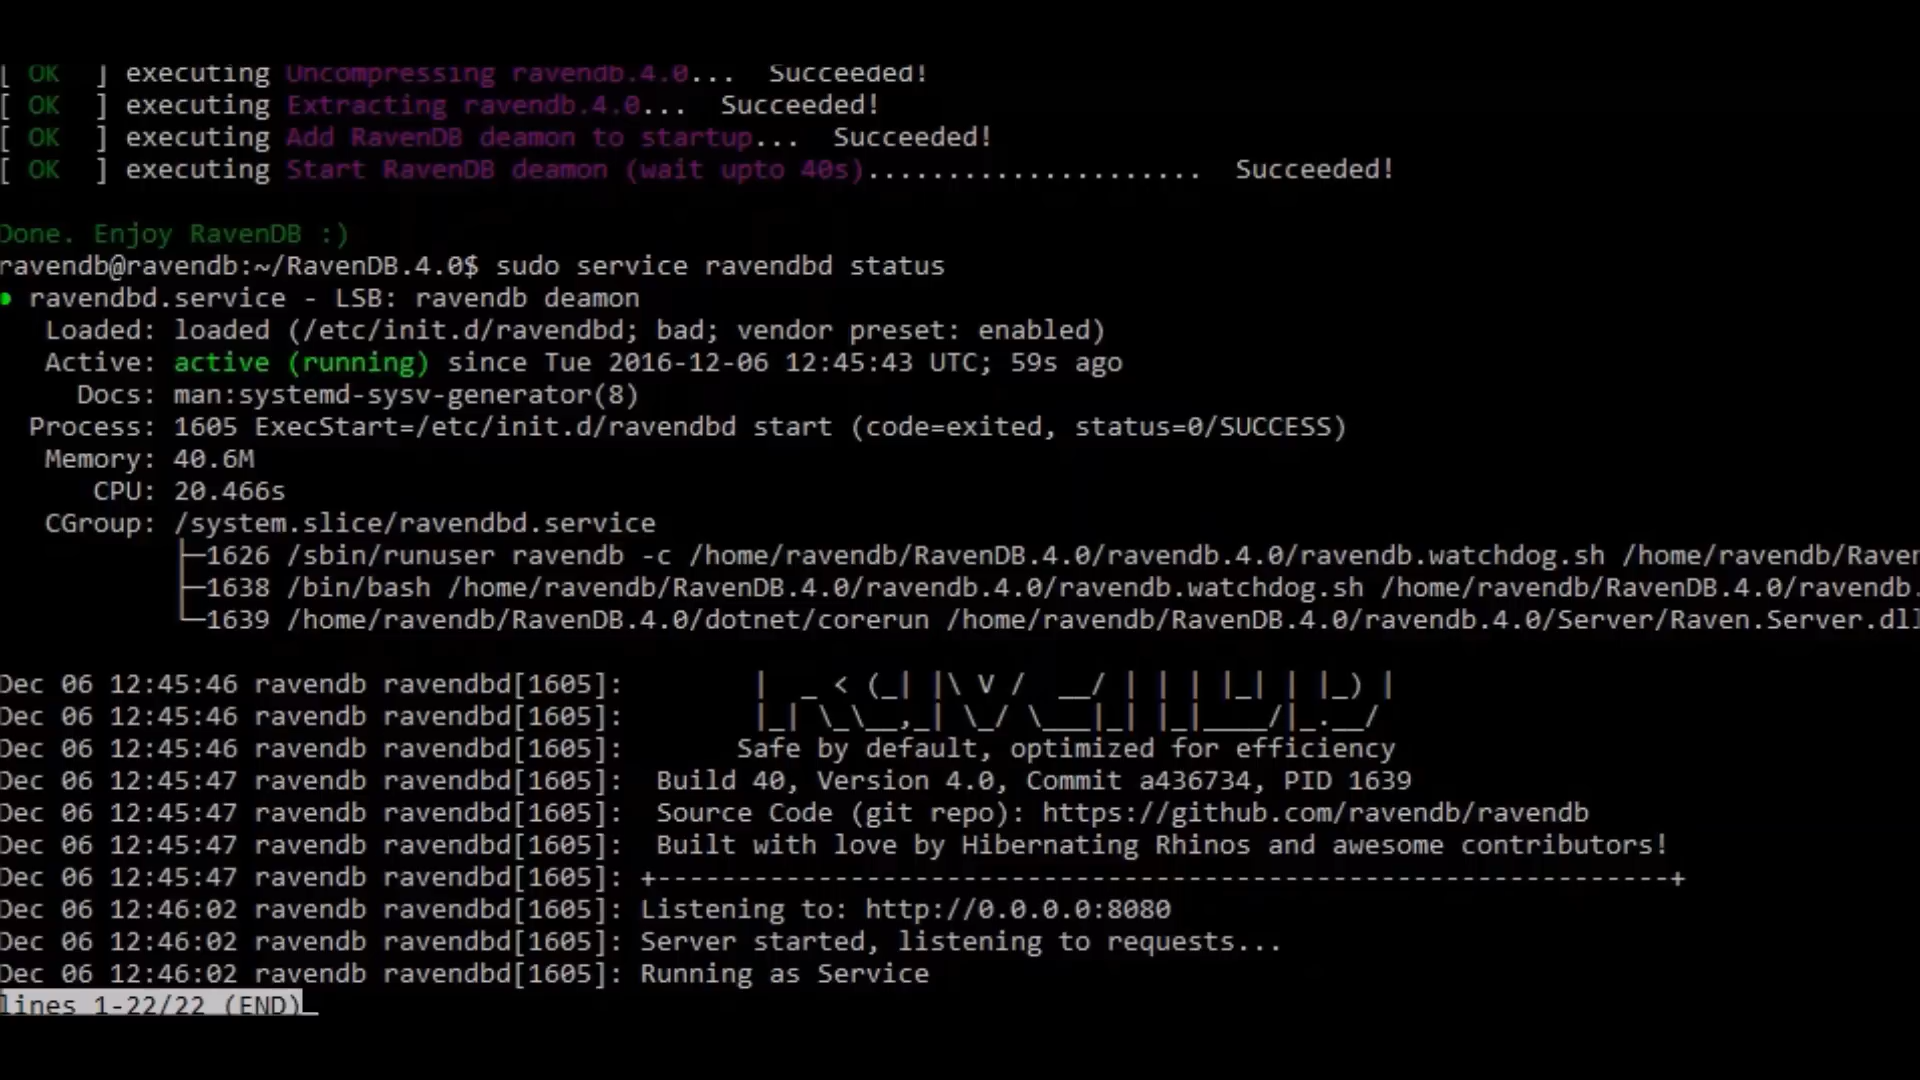 [ OK ] executing Uncompressing ravendb.4.0... Succeeded!
[ OK ] executing Extracting ravendb.4.0... Succeeded!
[ OK ] executing Add RavenDB deamon to startup... Succeeded!
[ OK ] executing Start RavenDB deamon (wait upto 40s)..................... Succeeded!
Done. Enjoy RavenDB :)
ravendb@ravendb:~/RavenDB.4.0$ sudo service ravendbd status
● ravendbd.service - LSB: ravendb deamon
Loaded: loaded (/etc/init.d/ravendbd; bad; vendor preset: enabled)
Active: active (running) since Tue 2016-12-06 12:45:43 UTC; 59s ago
Docs: man:systemd-sysv-generator(8)
Process: 1605 ExecStart=/etc/init.d/ravendbd start (code=exited, status=0/SUCCESS)
Memory: 40.6M
CPU: 20.466s
CGroup: /system.slice/ravendbd.service
├─1626 /sbin/runuser ravendb -c /home/ravendb/RavenDB.4.0/ravendb.4.0/ravendb.watchdog.sh /home/ravendb/Raven
├─1638 /bin/bash /home/ravendb/RavenDB.4.0/ravendb.4.0/ravendb.watchdog.sh /home/ravendb/RavenDB.4.0/ravendb.
└─1639 /home/ravendb/RavenDB.4.0/dotnet/corerun /home/ravendb/RavenDB.4.0/ravendb.4.0/Server/Raven.Server.dll
Dec 06 12:45:46 ravendb ravendbd[1605]: | _ < (_| |\ V / __/ | | | |_| | |_) |
Dec 06 12:45:46 ravendb ravendbd[1605]: |_| \_\__,_| \_/ \___|_| |_|____/|_.__/
Dec 06 12:45:46 ravendb ravendbd[1605]: Safe by default, optimized for efficiency
Dec 06 12:45:47 ravendb ravendbd[1605]: Build 40, Version 4.0, Commit a436734, PID 1639
Dec 06 12:45:47 ravendb ravendbd[1605]: Source Code (git repo): https://github.com/ravendb/ravendb
Dec 06 12:45:47 ravendb ravendbd[1605]: Built with love by Hibernating Rhinos and awesome contributors!
Dec 06 12:45:47 ravendb ravendbd[1605]: +---------------------------------------------------------------+
Dec 06 12:46:02 ravendb ravendbd[1605]: Listening to: http://0.0.0.0:8080
Dec 06 12:46:02 ravendb ravendbd[1605]: Server started, listening to requests...
Dec 06 12:46:02 ravendb ravendbd[1605]: Running as Service
lines 1-22/22 (END)